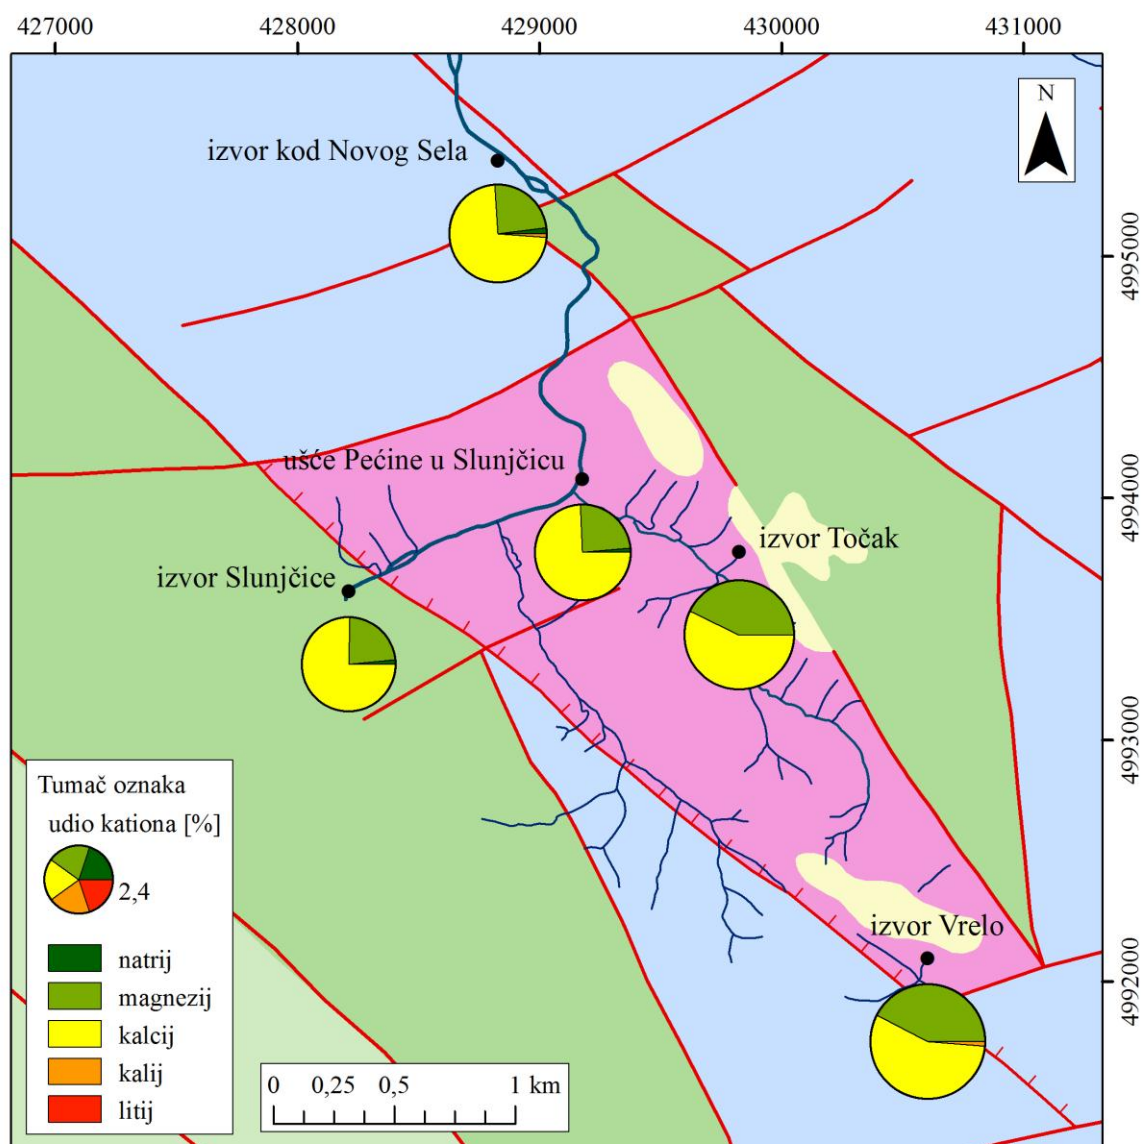 427000 428000 429000 430000 431000
N
izvor kod Novog Sela
4995000
ušće Pećine u Slunjčicu
4994000
izvor Točak
izvor Slunjčice
4993000
Tumač oznaka
udio kationa [%]
2,4
izvor Vrelo
natrij
magnezij
4992000
kalcij
kalij
litij
0 0,25 0,5 1 km